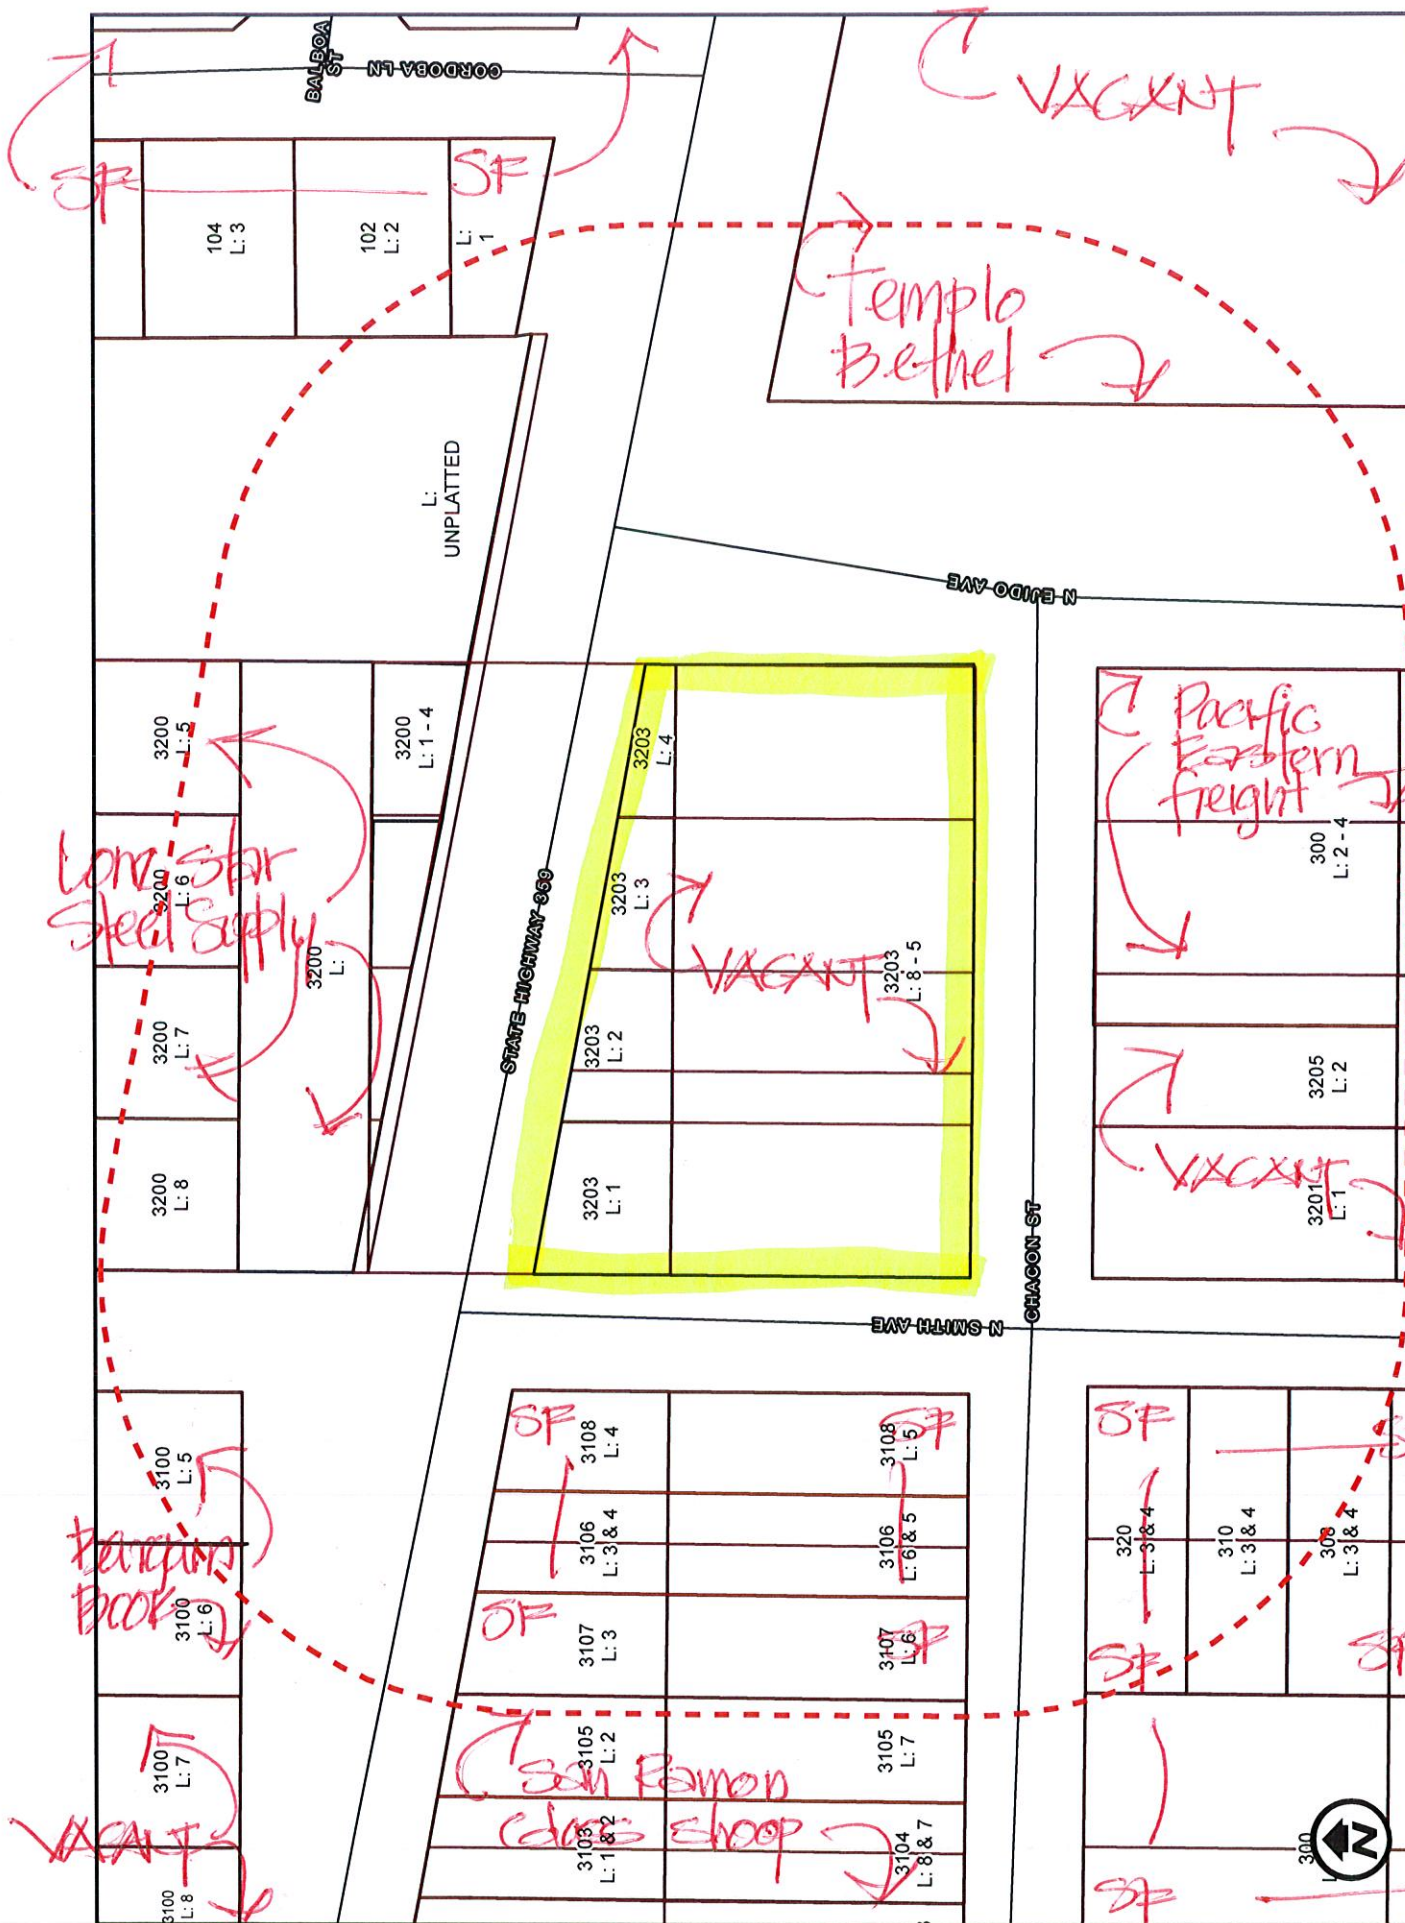 BALBOA
ST
CORDOBA LN
VACANT
SF
SF
104
L: 3
102
L: 2
L:
1
Templo
Bethel
L:
UNPLATTED
N EJIDO AVE
3200
L: 5
3200
L: 1 - 4
3203
L: 4
Pacific
Eastern
freight
300
L: 2 - 4
Lone Star
Steel Supply
3200
L: 6
3200
L:
STATE HIGHWAY 359
3203
L: 3
VACANT
3203
L: 8 - 5
3200
L: 7
3203
L: 2
3205
L: 2
3200
L: 8
3203
L: 1
VACANT
3201
L: 1
CHACON ST
N SMITH AVE
3100
L: 5
SF
3108
L: 4
3108
L: 5
SF
SF
3106
L: 3 & 4
3106
L: 6 & 5
320
L: 3 & 4
310
L: 3 & 4
308
L: 3 & 4
Book
3100
L: 6
SF
3107
L: 3
3107
L: 6
SF
SF
SF
3100
L: 7
3105
L: 2
3105
L: 7
San Ramon
shoop
VACANT
3100
L: 8
3103
L: 1 & 2
3104
L: 8 & 7
300
N
SF